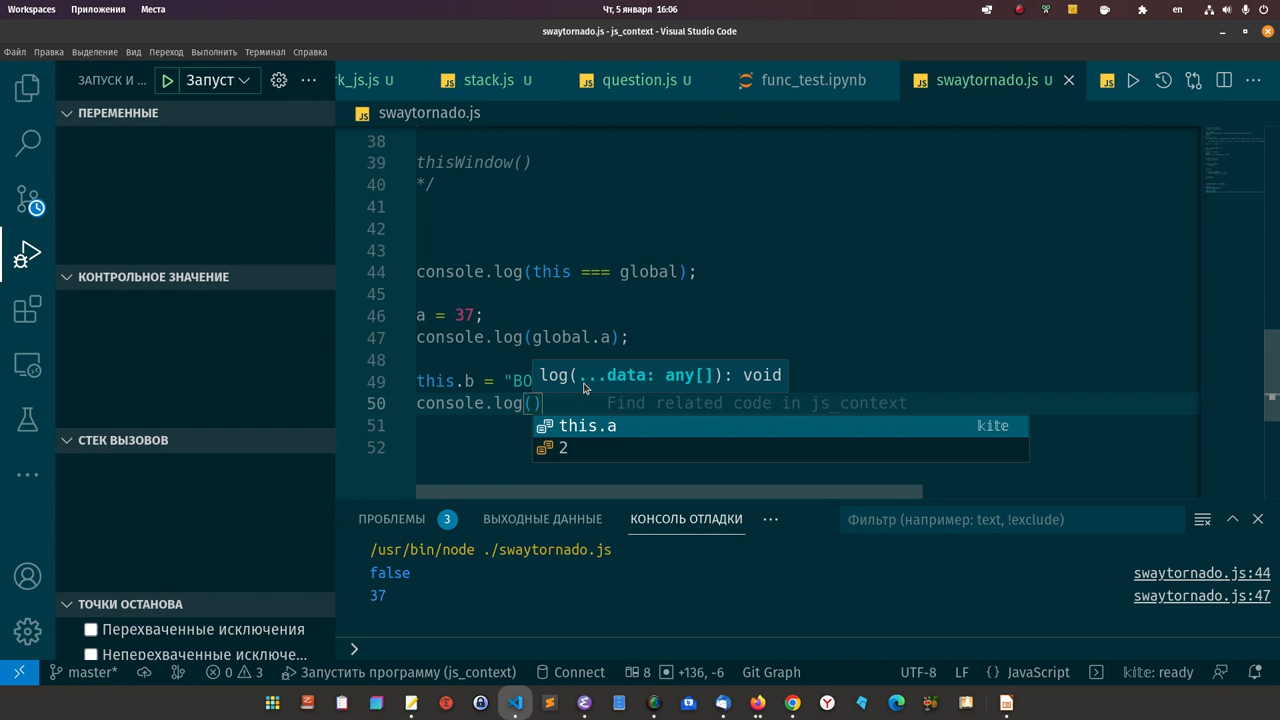 Workspaces Приложения Места Чт, 5 января 16:06 en
swaytornado.js - js_context - Visual Studio Code
Файл Правка Выделение Вид Переход Выполнить Терминал Справка
ЗАПУСК И ... Запуст
rk_js.js U stack.js U question.js U func_test.ipynb swaytornado.js U
ПЕРЕМЕННЫЕ
swaytornado.js
38
39 thisWindow()
40 */
41
42
43
КОНТРОЛЬНОЕ ЗНАЧЕНИЕ
44 console.log(this === global);
45
46 a = 37;
47 console.log(global.a);
48
log(...data: any[]): void
49 this.b = "BO
50 console.log() Find related code in js_context
51
this.a kite
52
2
СТЕК ВЫЗОВОВ
ПРОБЛЕМЫ 3 ВЫХОДНЫЕ ДАННЫЕ КОНСОЛЬ ОТЛАДКИ Фильтр (например: text, !exclude)
/usr/bin/node ./swaytornado.js
false swaytornado.js:44
37 swaytornado.js:47
ТОЧКИ ОСТАНОВА
Перехваченные исключения
Неперехваченные исключе...
master* 0 3 Запустить программу (js_context) Connect 8 +136, -6 Git Graph UTF-8 LF {} JavaScript kite: ready